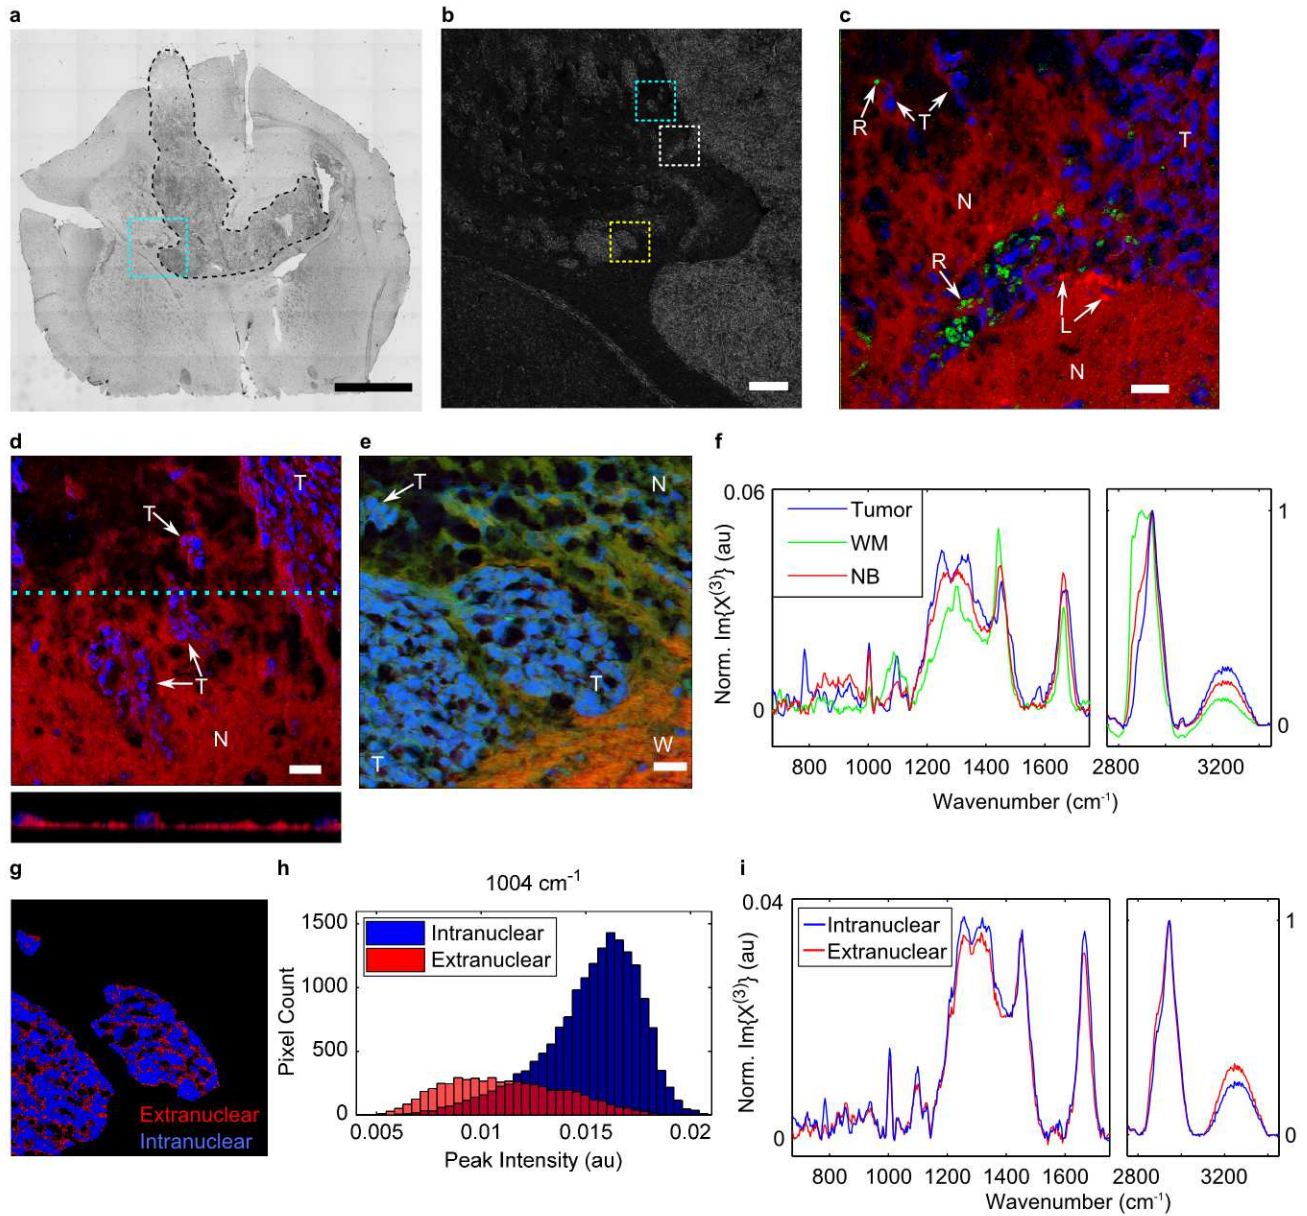 a
b
c
R
T
T
N
R
L
N
d
T
T
T
N
e
T
N
T
T
W
f
0.06
Norm. Im{Χ(3)} (au)
0
Tumor
WM
NB
1
0
800 1000 1200 1400 1600 2800 3200
Wavenumber (cm-1)
g
Extranuclear
Intranuclear
h
1004 cm-1
1500
1000
500
0
Pixel Count
Intranuclear
Extranuclear
0.005 0.01 0.015 0.02
Peak Intensity (au)
i
0.04
Norm. Im{Χ(3)} (au)
0
Intranuclear
Extranuclear
1
0
800 1000 1200 1400 1600 2800 3200
Wavenumber (cm-1)